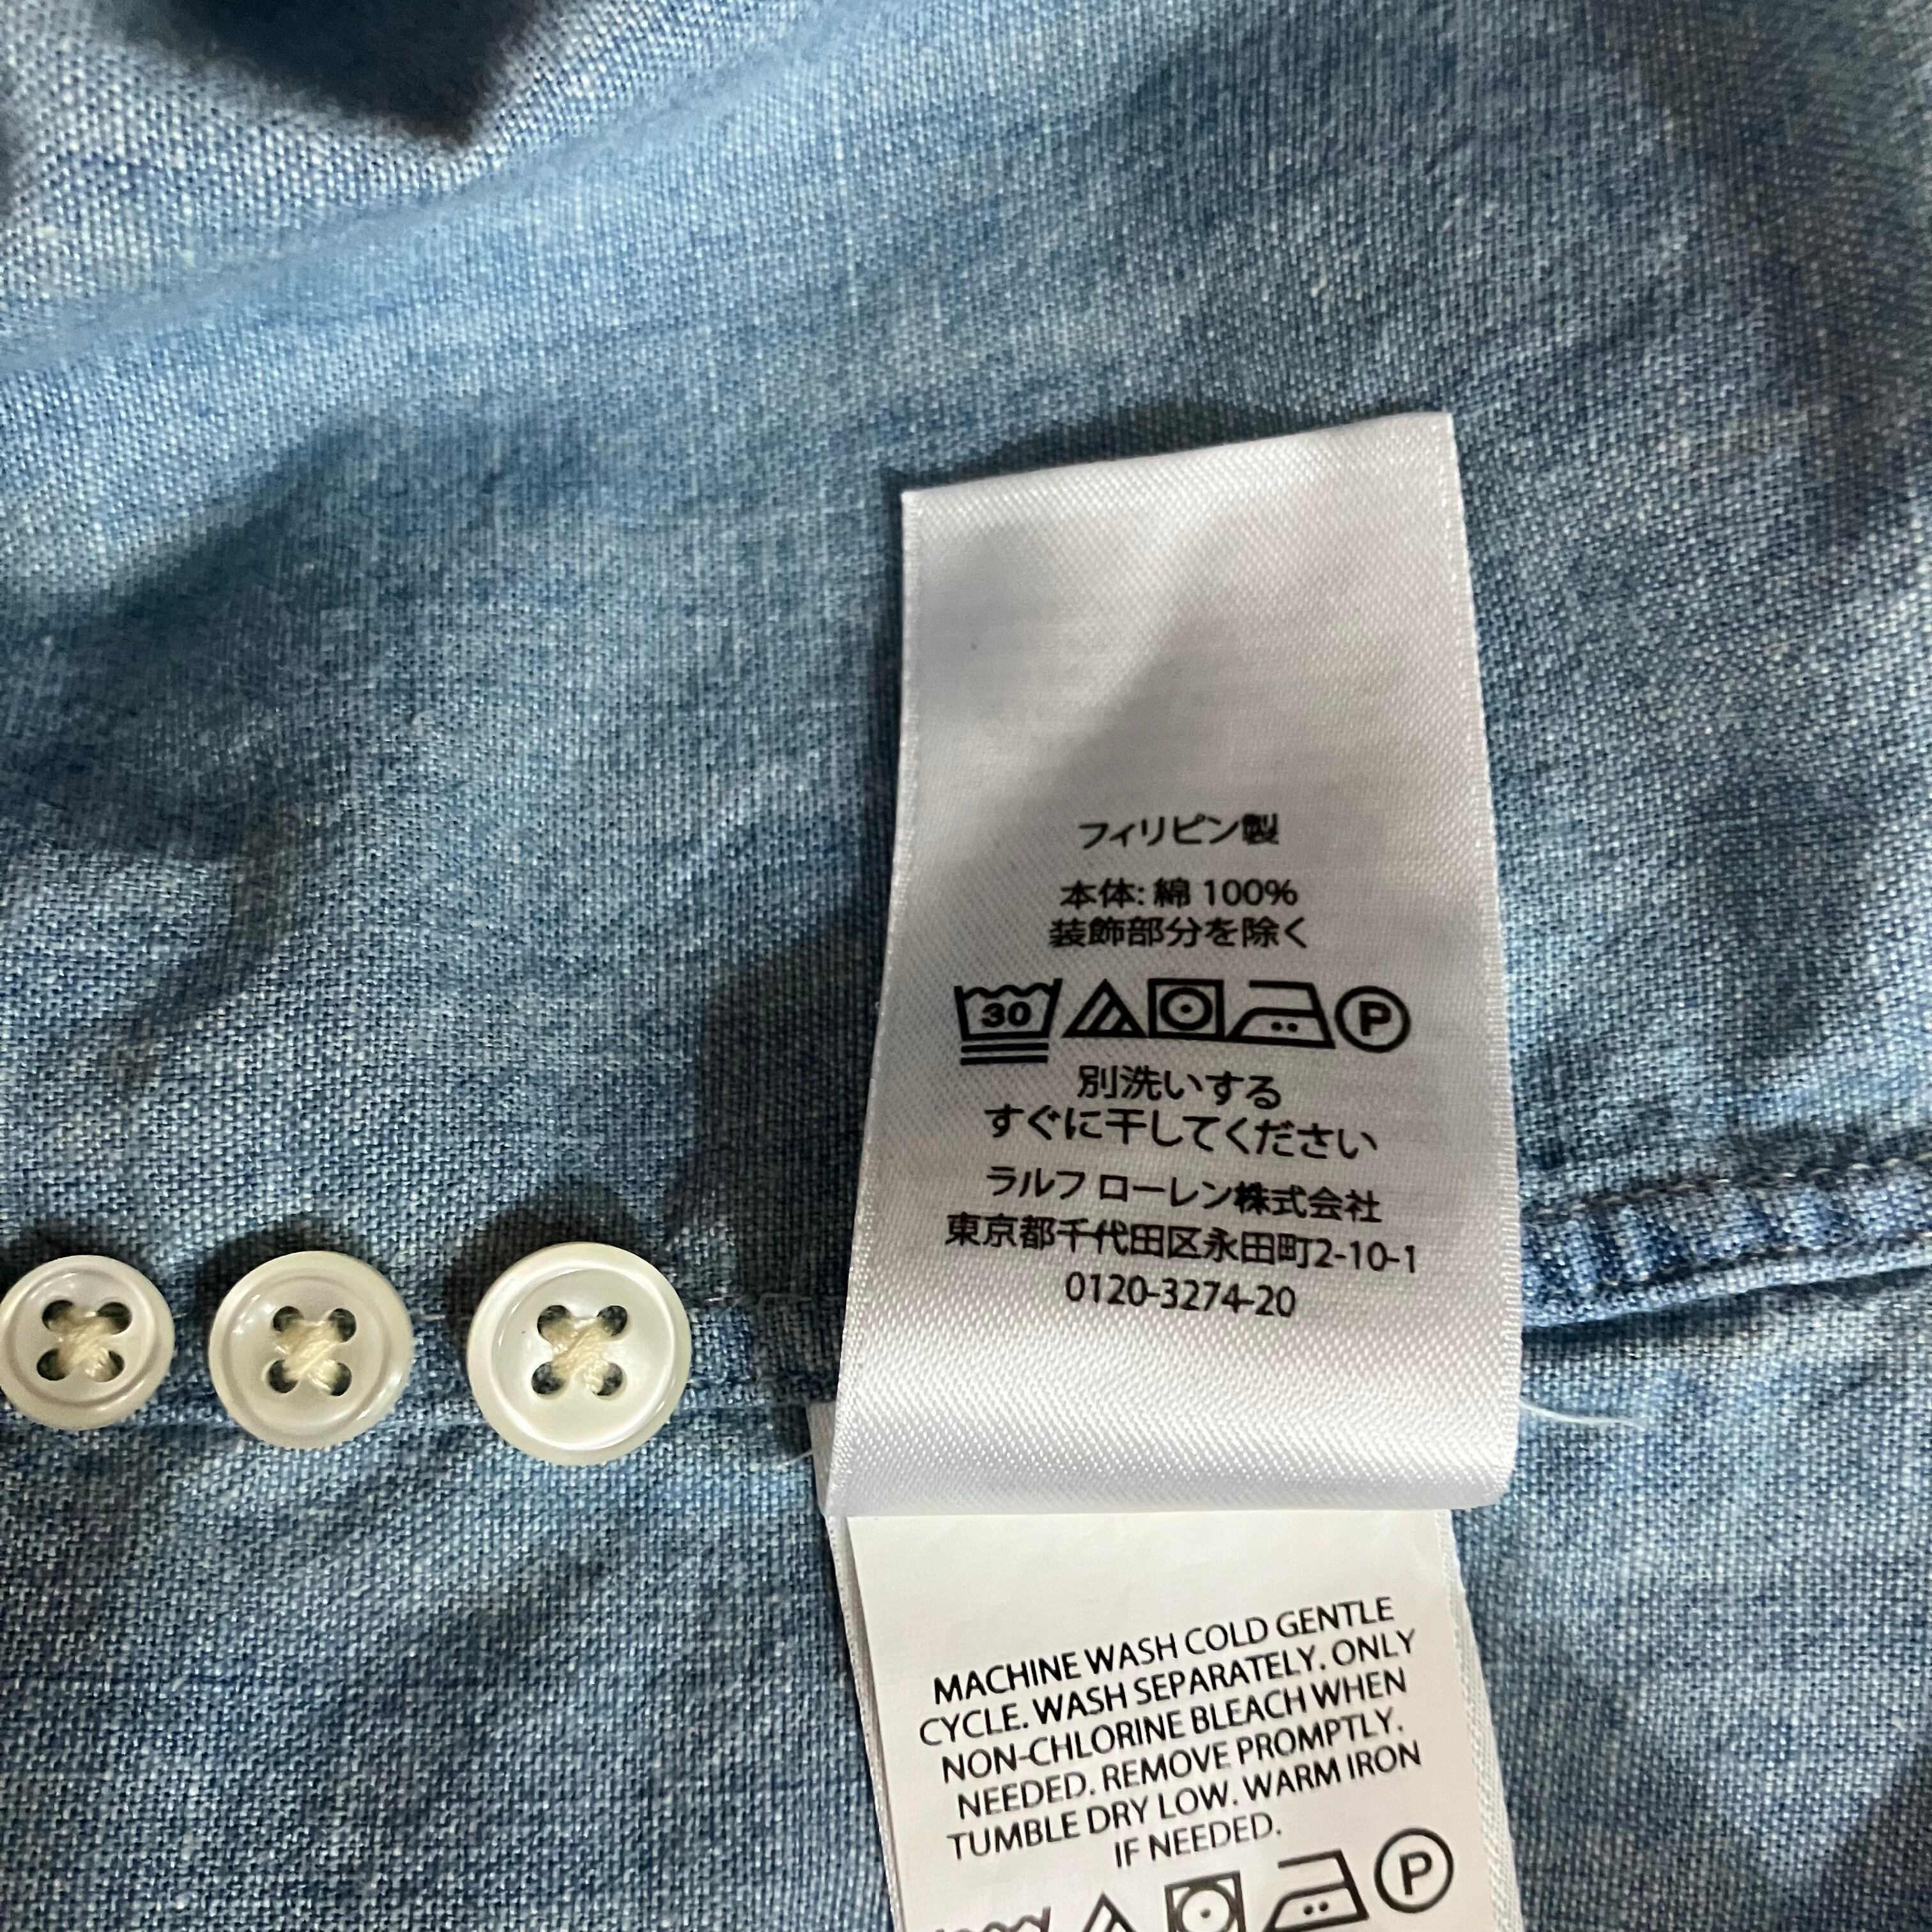 フィリピン製
本体: 綿 100%
装飾部分を除く
30
P
別洗いする
すぐに干してください
ラルフ ローレン株式会社
東京都千代田区永田町2-10-1
0120-3274-20
MACHINE WASH COLD GENTLE
CYCLE. WASH SEPARATELY. ONLY
NON-CHLORINE BLEACH WHEN
NEEDED. REMOVE PROMPTLY.
TUMBLE DRY LOW. WARM IRON
IF NEEDED.
P